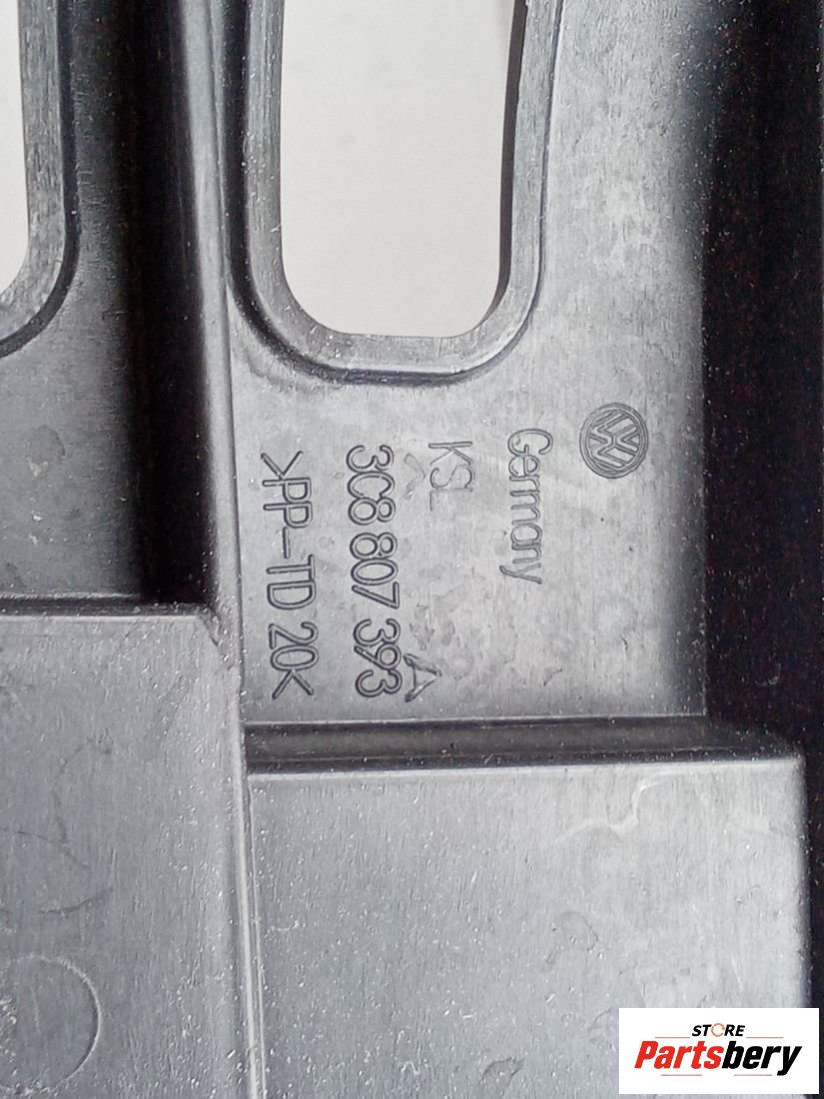 Germany
KSL
3C8 807 393
A
>PP-TD 20<
STORE
Partsbery